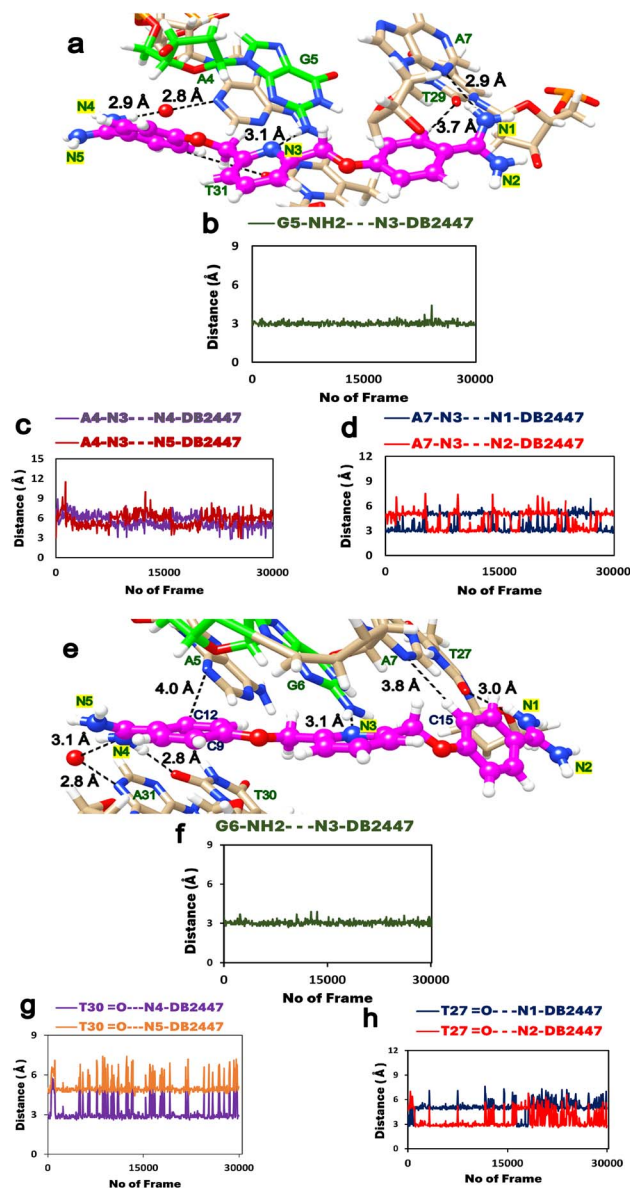 a
A4
G5
A7
N4
2.9 Å
2.8 Å
2.9 Å
T29
N1
3.1 Å
N3
3.7 Å
N5
T31
N2
b
G5-NH2---N3-DB2447
Distance (Å)
9
6
3
0
0
15000
30000
No of Frame
c
A4-N3---N4-DB2447
A4-N3---N5-DB2447
Distance (Å)
15
12
9
6
3
0
0
15000
30000
No of Frame
d
A7-N3---N1-DB2447
A7-N3---N2-DB2447
Distance (Å)
12
9
6
3
0
0
15000
30000
No of Frame
e
A5
G6
A7
T27
4.0 Å
3.8 Å
3.0 Å
N5
C12
3.1 Å
N3
C15
N1
3.1 Å
N4
2.8 Å
C9
N2
2.8 Å
A31
T30
f
G6-NH2---N3-DB2447
Distance (Å)
9
6
3
0
0
15000
30000
No of Frame
g
T30 =O---N4-DB2447
T30 =O---N5-DB2447
Distance (Å)
9
6
3
0
0
15000
30000
No of Frame
h
T27 =O---N1-DB2447
T27 =O---N2-DB2447
Distance (Å)
12
9
6
3
0
0
15000
30000
No of Frame